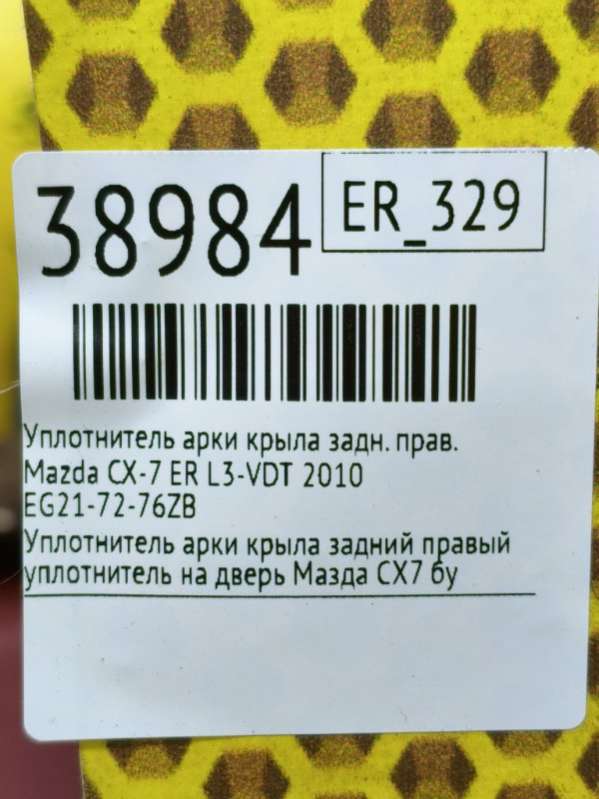 38984
ER_329
Уплотнитель арки крыла задн. прав.
Mazda CX-7 ER L3-VDT 2010
EG21-72-76ZB
Уплотнитель арки крыла задний правый
уплотнитель на дверь Мазда СХ7 бу